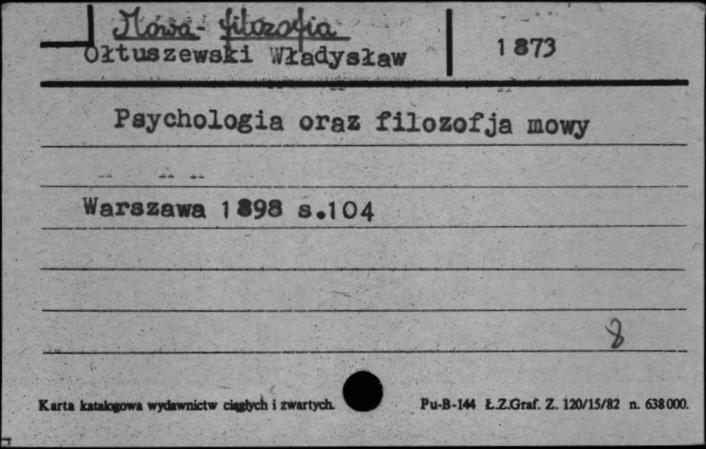 Mowa - filozofia
Ołtuszewski Władysław 1873
Psychologia oraz filozofja mowy
Warszawa 1898 s.104
8
Karta katalogowa wydawnictw ciągłych i zwartych. Pu-B-144 Ł.Z.Graf. Z. 120/15/82 n. 638000.